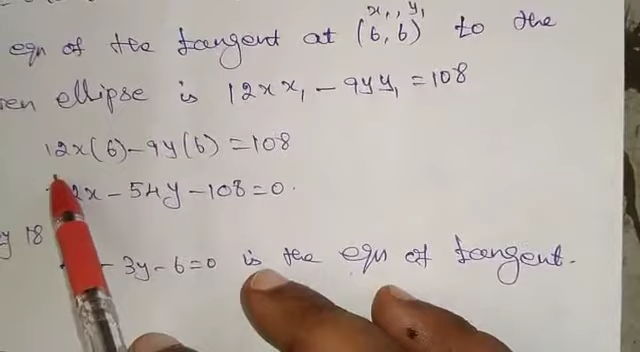 x₁, y₁
eqn of the tangent at (6, 6) to the
ellipse is 12xx₁ - 9yy₁ = 108
12x(6) - 9y(6) = 108
2x - 54y - 108 = 0.
18
- 3y - 6 = 0 is the eqn of tangent.